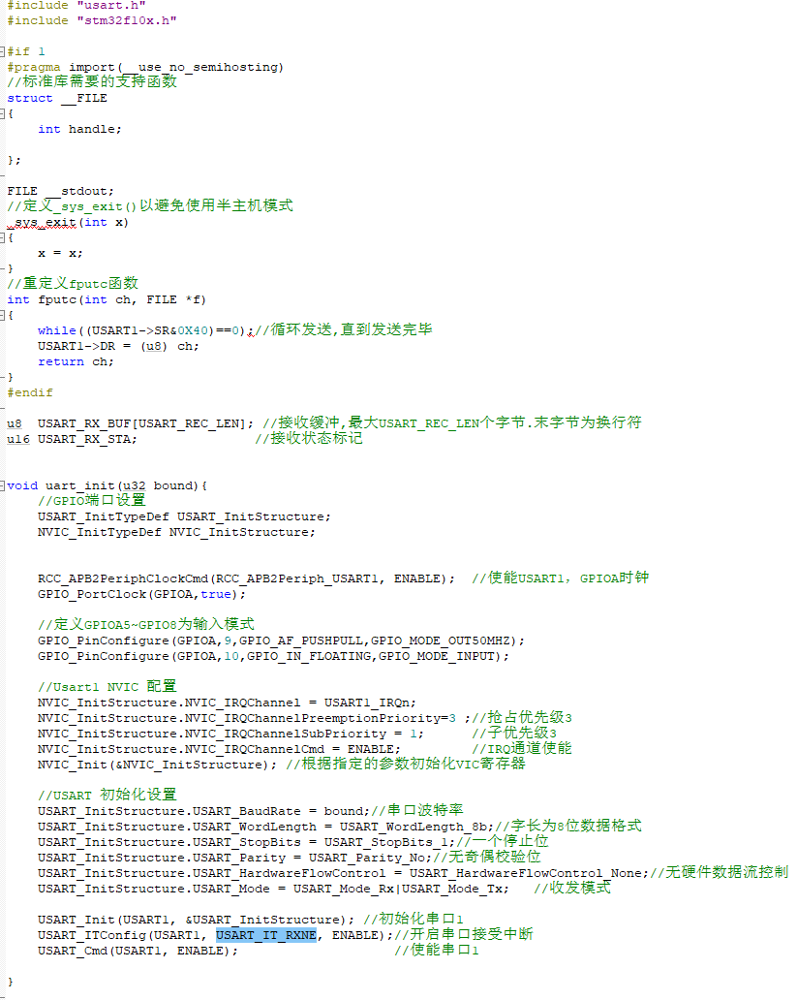 #include "usart.h"
#include "stm32f10x.h"
#if 1
#pragma import(__use_no_semihosting)
//标准库需要的支持函数
struct __FILE
{
int handle;
};
FILE __stdout;
//定义_sys_exit()以避免使用半主机模式
_sys_exit(int x)
{
x = x;
}
//重定义fputc函数
int fputc(int ch, FILE *f)
{
while((USART1->SR&0X40)==0);//循环发送,直到发送完毕
USART1->DR = (u8) ch;
return ch;
}
#endif
u8 USART_RX_BUF[USART_REC_LEN]; //接收缓冲,最大USART_REC_LEN个字节.末字节为换行符
u16 USART_RX_STA; //接收状态标记
void uart_init(u32 bound){
//GPIO端口设置
USART_InitTypeDef USART_InitStructure;
NVIC_InitTypeDef NVIC_InitStructure;
RCC_APB2PeriphClockCmd(RCC_APB2Periph_USART1, ENABLE); //使能USART1，GPIOA时钟
GPIO_PortClock(GPIOA,true);
//定义GPIOA5~GPIO8为输入模式
GPIO_PinConfigure(GPIOA,9,GPIO_AF_PUSHPULL,GPIO_MODE_OUT50MHZ);
GPIO_PinConfigure(GPIOA,10,GPIO_IN_FLOATING,GPIO_MODE_INPUT);
//Usart1 NVIC 配置
NVIC_InitStructure.NVIC_IRQChannel = USART1_IRQn;
NVIC_InitStructure.NVIC_IRQChannelPreemptionPriority=3 ;//抢占优先级3
NVIC_InitStructure.NVIC_IRQChannelSubPriority = 1; //子优先级3
NVIC_InitStructure.NVIC_IRQChannelCmd = ENABLE; //IRQ通道使能
NVIC_Init(&NVIC_InitStructure); //根据指定的参数初始化VIC寄存器
//USART 初始化设置
USART_InitStructure.USART_BaudRate = bound;//串口波特率
USART_InitStructure.USART_WordLength = USART_WordLength_8b;//字长为8位数据格式
USART_InitStructure.USART_StopBits = USART_StopBits_1;//一个停止位
USART_InitStructure.USART_Parity = USART_Parity_No;//无奇偶校验位
USART_InitStructure.USART_HardwareFlowControl = USART_HardwareFlowControl_None;//无硬件数据流控制
USART_InitStructure.USART_Mode = USART_Mode_Rx|USART_Mode_Tx; //收发模式
USART_Init(USART1, &USART_InitStructure); //初始化串口1
USART_ITConfig(USART1, USART_IT_RXNE, ENABLE);//开启串口接受中断
USART_Cmd(USART1, ENABLE); //使能串口1
}